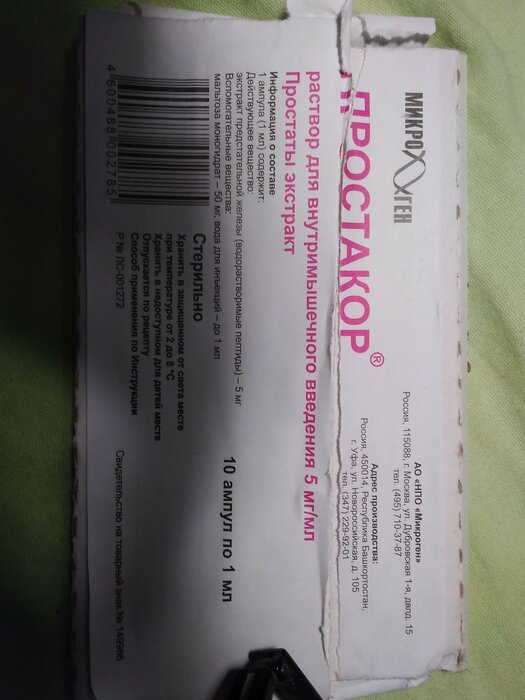 МИКРОГЕН
АО «НПО «Микроген»
Россия, 115088, г. Москва, ул. Дубровская 1-я, двлд. 15
тел. (495) 710-37-87
Адрес производства:
Россия, 450014, Республика Башкортостан,
г. Уфа, ул. Новороссийская, д. 105
тел. (347) 229-92-01
ПРОСТАКОР®
раствор для внутримышечного введения 5 мг/мл
Простаты экстракт
Информация о составе
1 ампула (1 мл) содержит:
Действующее вещество:
экстракт предстательной железы (водорастворимые пептиды) – 5 мг
Вспомогательные вещества:
мальтоза моногидрат – 50 мг, вода для инъекций – до 1 мл
10 ампул по 1 мл
Стерильно
Хранить в защищенном от света месте
при температуре от 2 до 8 °С
Хранить в недоступном для детей месте
Отпускается по рецепту
Способ применения по Инструкции
Р № ЛС-001272
Свидетельство на товарный знак № 149986
4 600488 002785